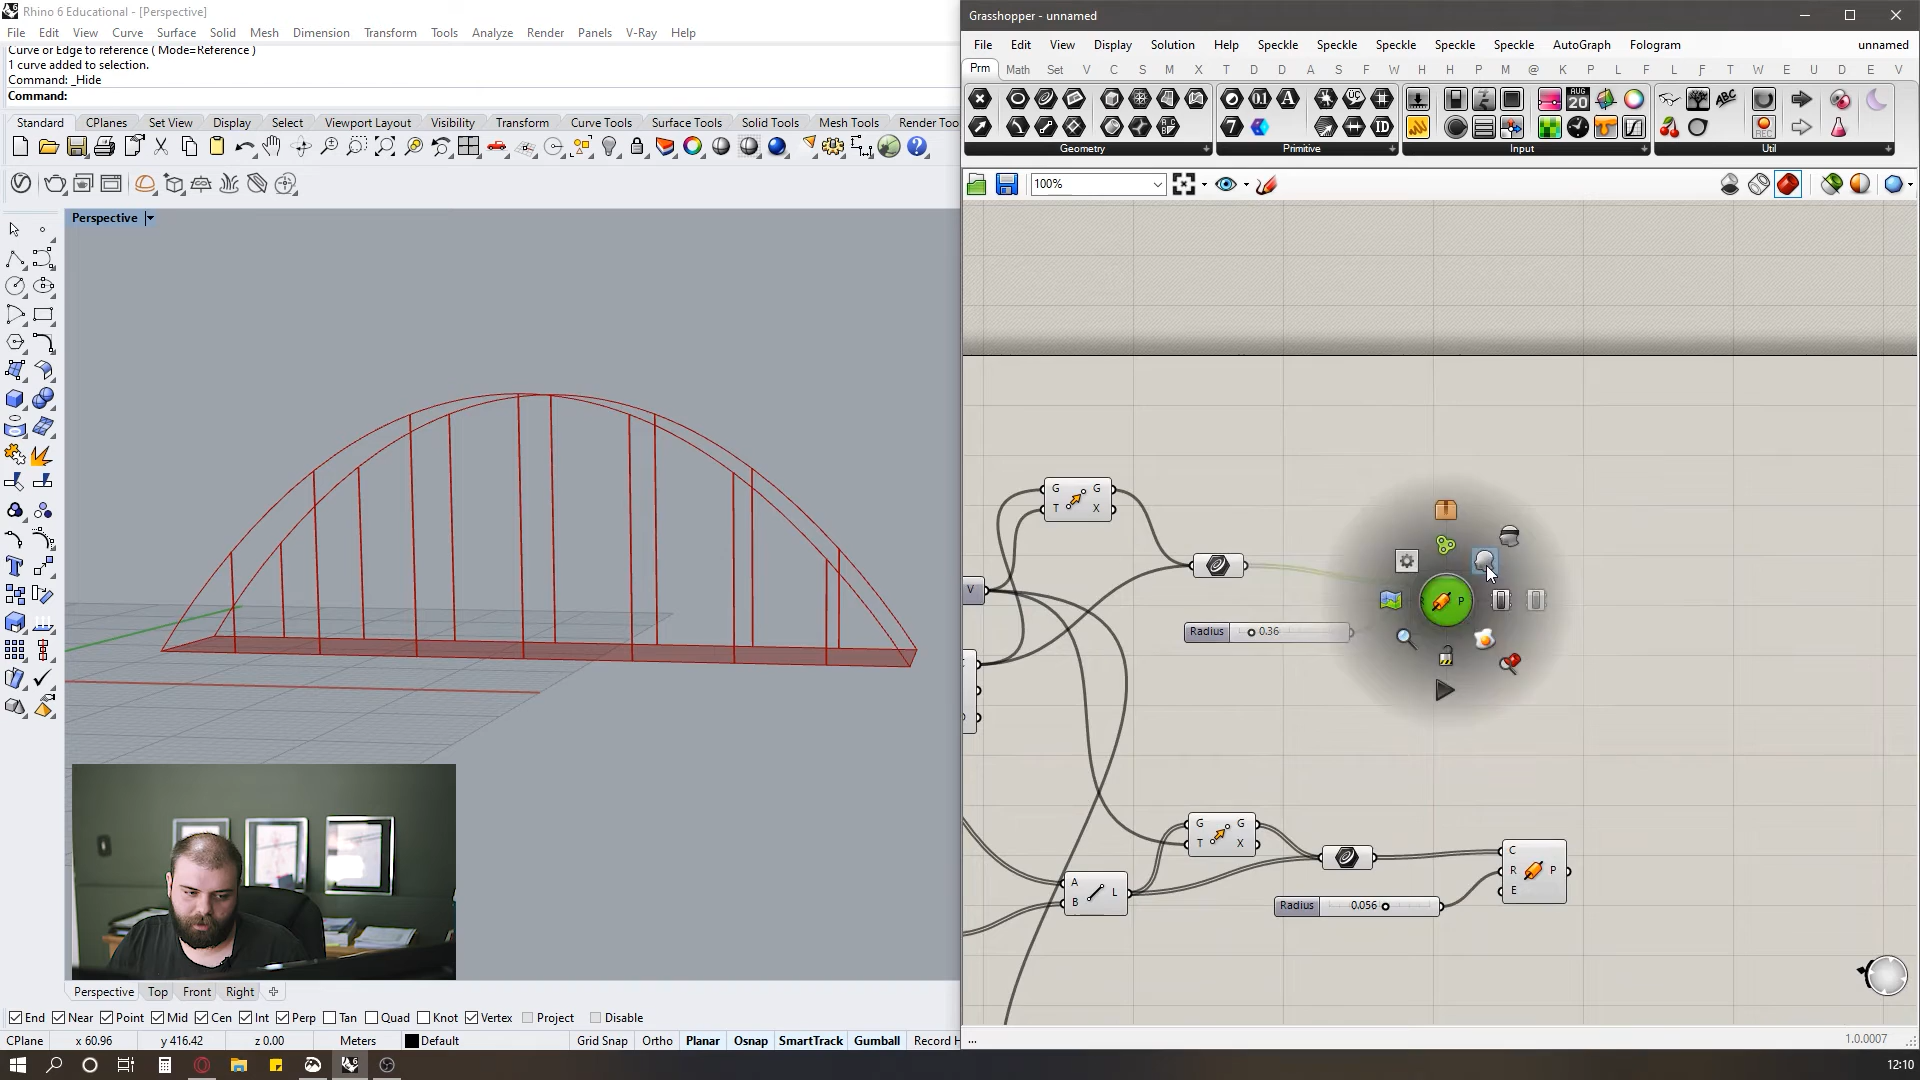 Rhino 6 Educational - [Perspective]
File Edit View Curve Surface Solid Mesh Dimension Transform Tools Analyze Render Panels V-Ray Help
Curve or Edge to reference ( Mode=Reference )
1 curve added to selection.
Command: _Hide
Command:
Standard CPlanes Set View Display Select Viewport Layout Visibility Transform Curve Tools Surface Tools Solid Tools Mesh Tools Render Too
Perspective
Perspective Top Front Right
End Near Point Mid Cen Int Perp Tan Quad Knot Vertex Project Disable
CPlane x 60.96 y 416.42 z 0.00 Meters Default Grid Snap Ortho Planar Osnap SmartTrack Gumball Record H
Grasshopper - unnamed
File Edit View Display Solution Help Speckle Speckle Speckle Speckle Speckle AutoGraph Fologram unnamed
Prm Math Set V C S M X T D D A S F W H H P M @ K P L F L F T W E U D E V
Geometry Primitive Input Util
100%
G G
T X
V
R P
Radius 0.36
G G
T X
C
R P
E
A L
B
Radius 0.056
... 1.0.0007
12:10